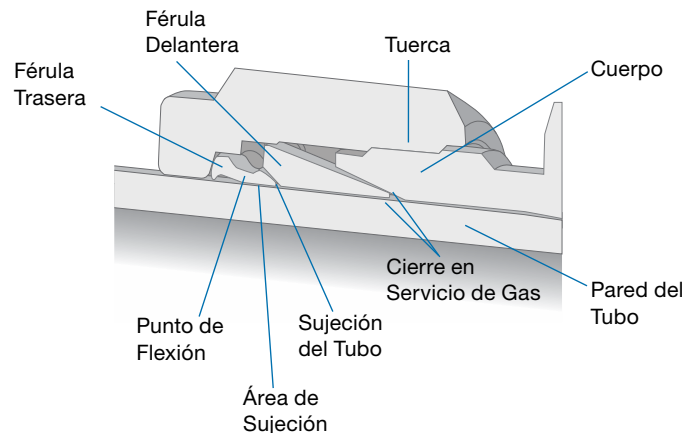 Férula
Delantera
Tuerca
Cuerpo
Férula
Trasera
Cierre en
Servicio de Gas
Pared del
Tubo
Punto de
Flexión
Sujeción
del Tubo
Área de
Sujeción